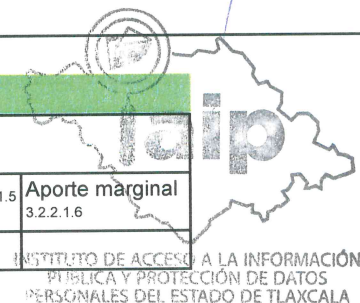 iaip
1.5 Aporte marginal
3.2.2.1.6
INSTITUTO DE ACCESO A LA INFORMACIÓN
PÚBLICA Y PROTECCIÓN DE DATOS
PERSONALES DEL ESTADO DE TLAXCALA